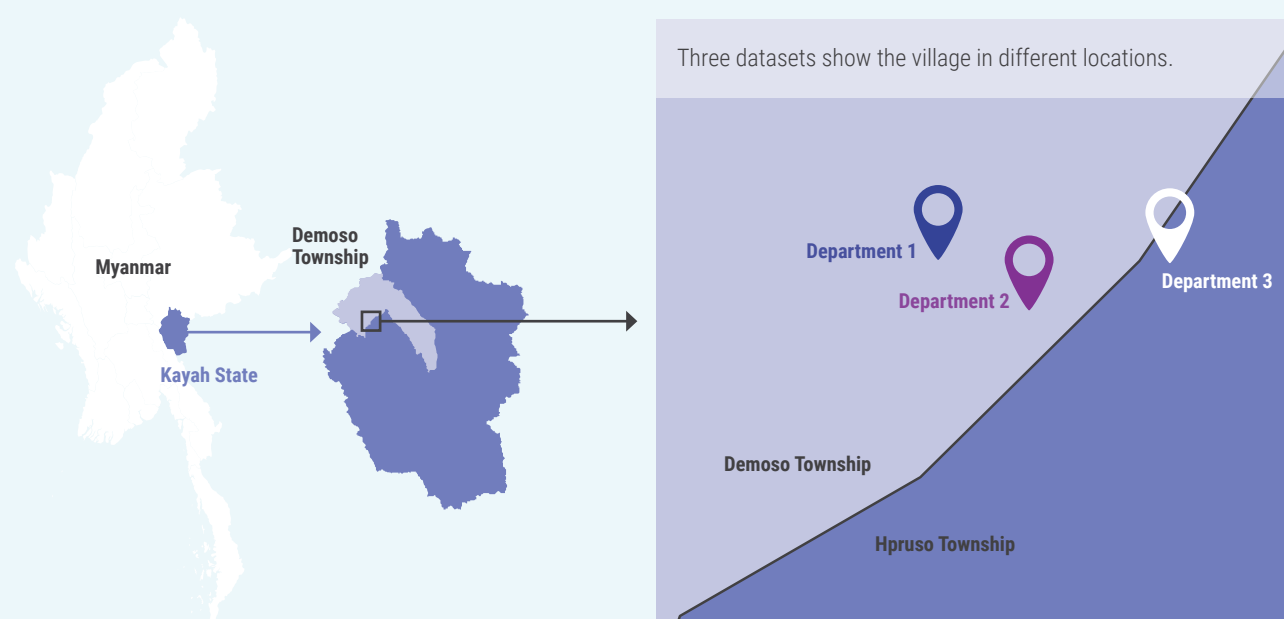 Myanmar
Kayah State
Demoso
Township
Three datasets show the village in different locations.
Department 1
Department 2
Department 3
Demoso Township
Hpruso Township